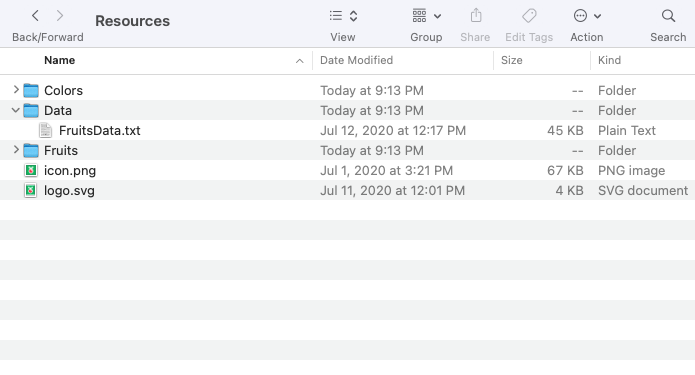 Resources
Back/Forward View Group Share Edit Tags Action Search
Name Date Modified Size Kind
Colors Today at 9:13 PM -- Folder
Data Today at 9:13 PM -- Folder
FruitsData.txt Jul 12, 2020 at 12:17 PM 45 KB Plain Text
Fruits Today at 9:13 PM -- Folder
icon.png Jul 1, 2020 at 3:21 PM 67 KB PNG image
logo.svg Jul 11, 2020 at 12:01 PM 4 KB SVG document